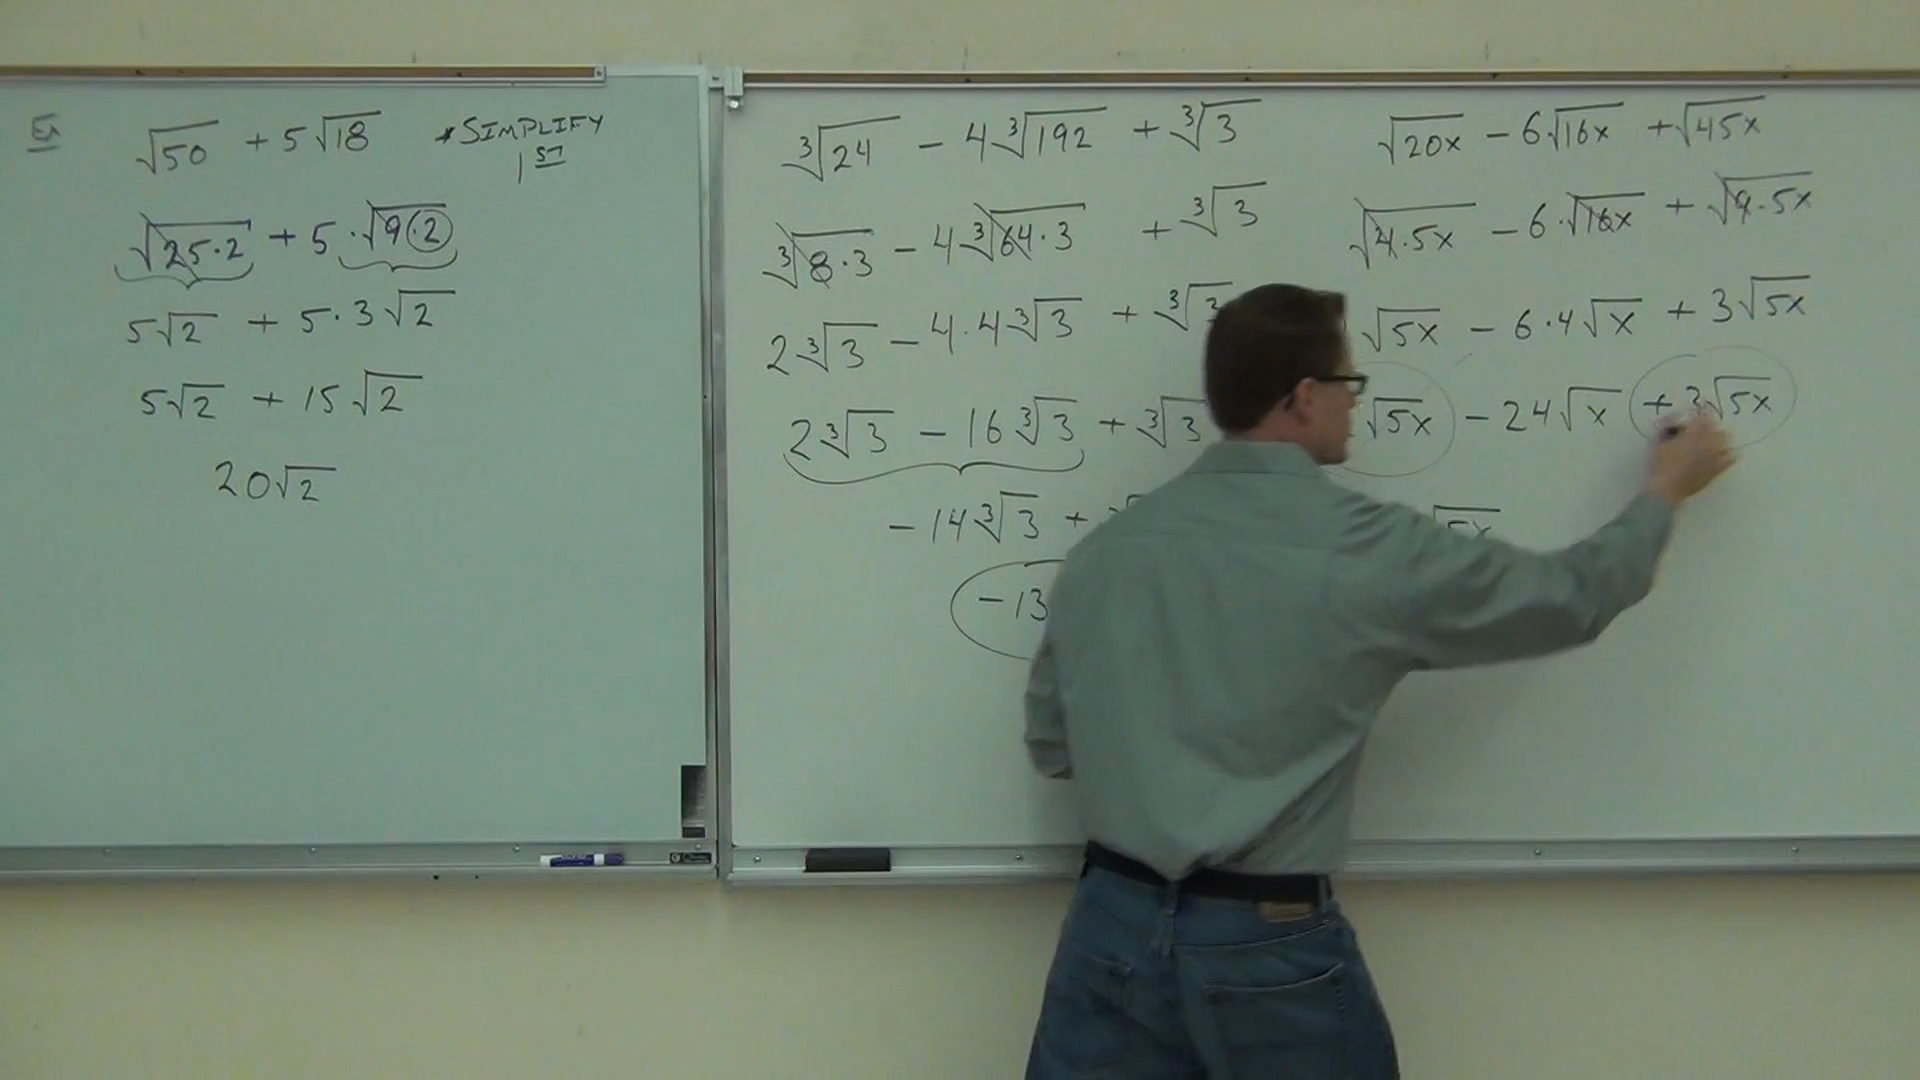 Ex √50 + 5√18 *SIMPLIFY 1ST
√25·2 + 5·√9·2
5√2 + 5·3√2
5√2 + 15√2
20√2
∛24 − 4∛192 + ∛3
∛8·3 − 4∛64·3 + ∛3
2∛3 − 4·4∛3 + ∛3
2∛3 − 16∛3 + ∛3
−14∛3 +
−13
√20x − 6√16x + √45x
√4·5x − 6·√16x + √9·5x
√5x − 6·4√x + 3√5x
√5x − 24√x + 3√5x
√5x